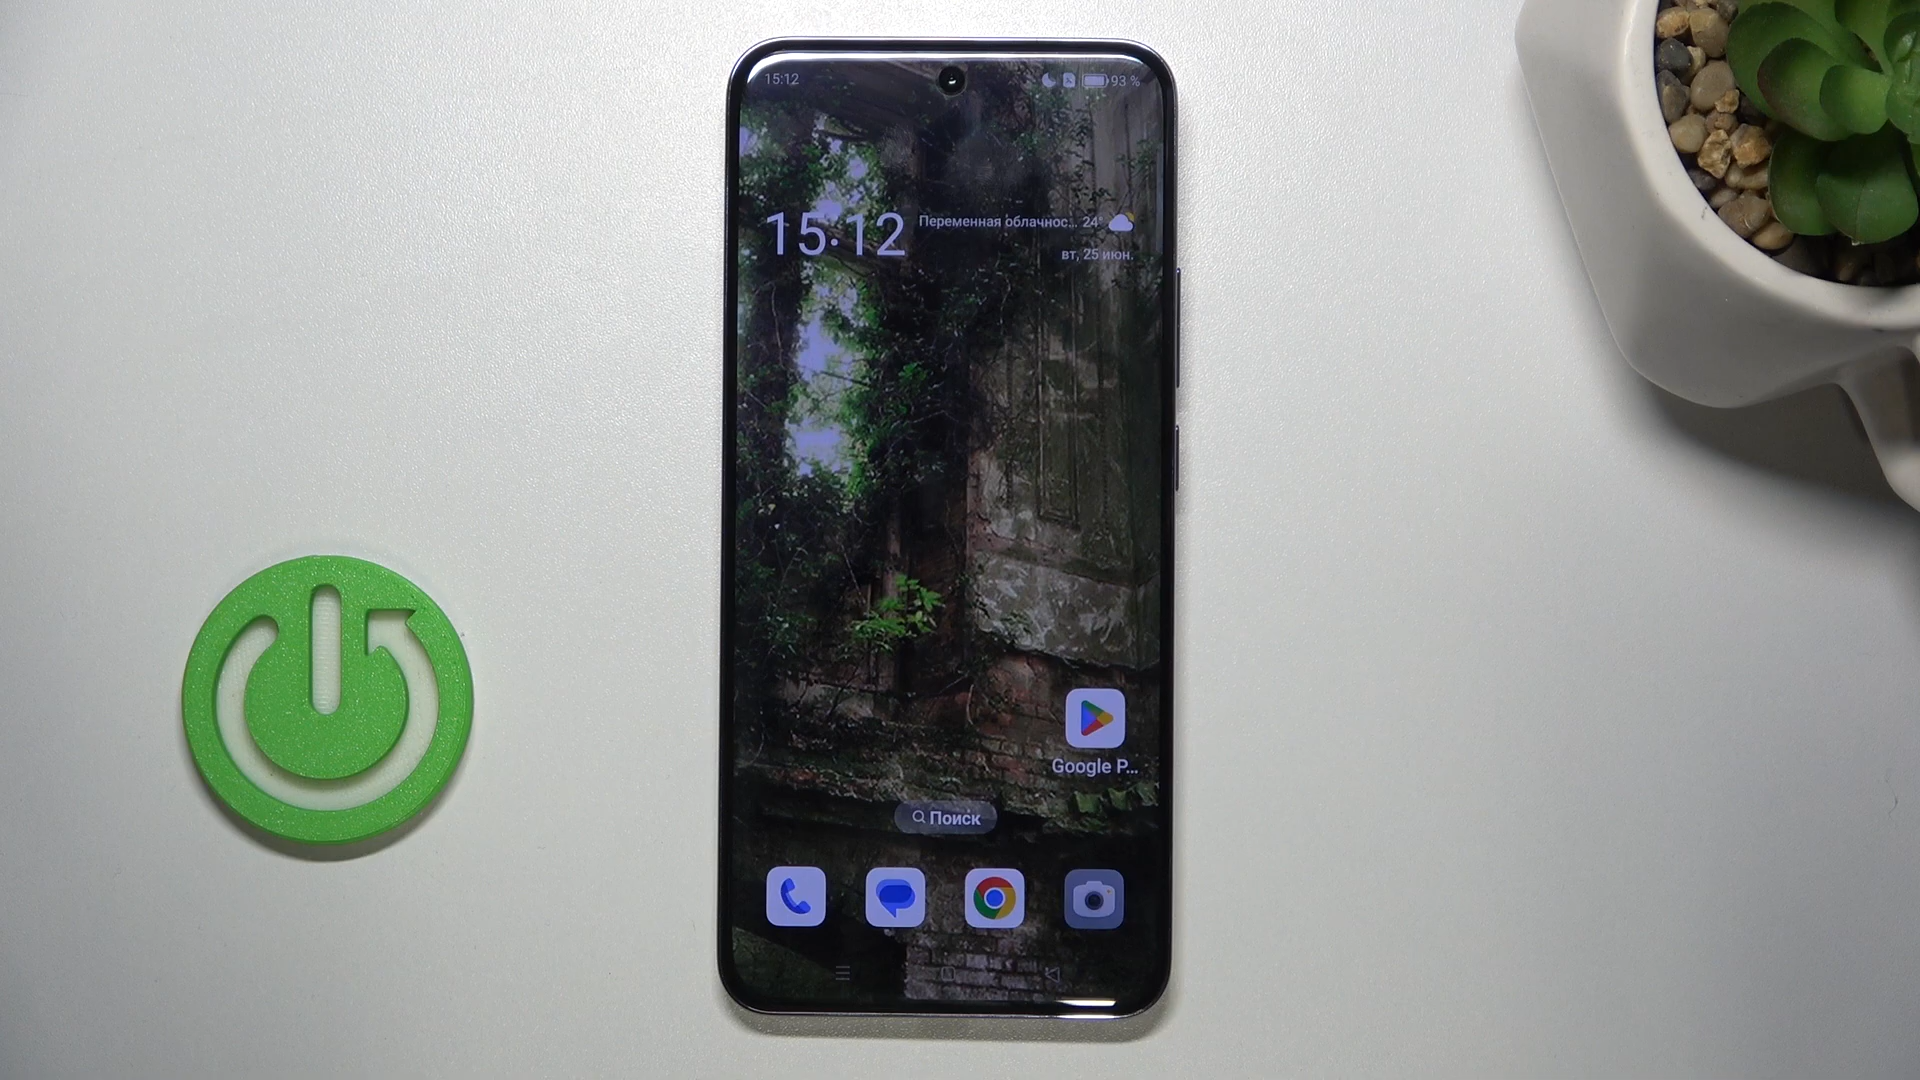 15:12
93 %
15:12
Переменная облачнос... 24°
вт, 25 июн.
Google P...
Поиск